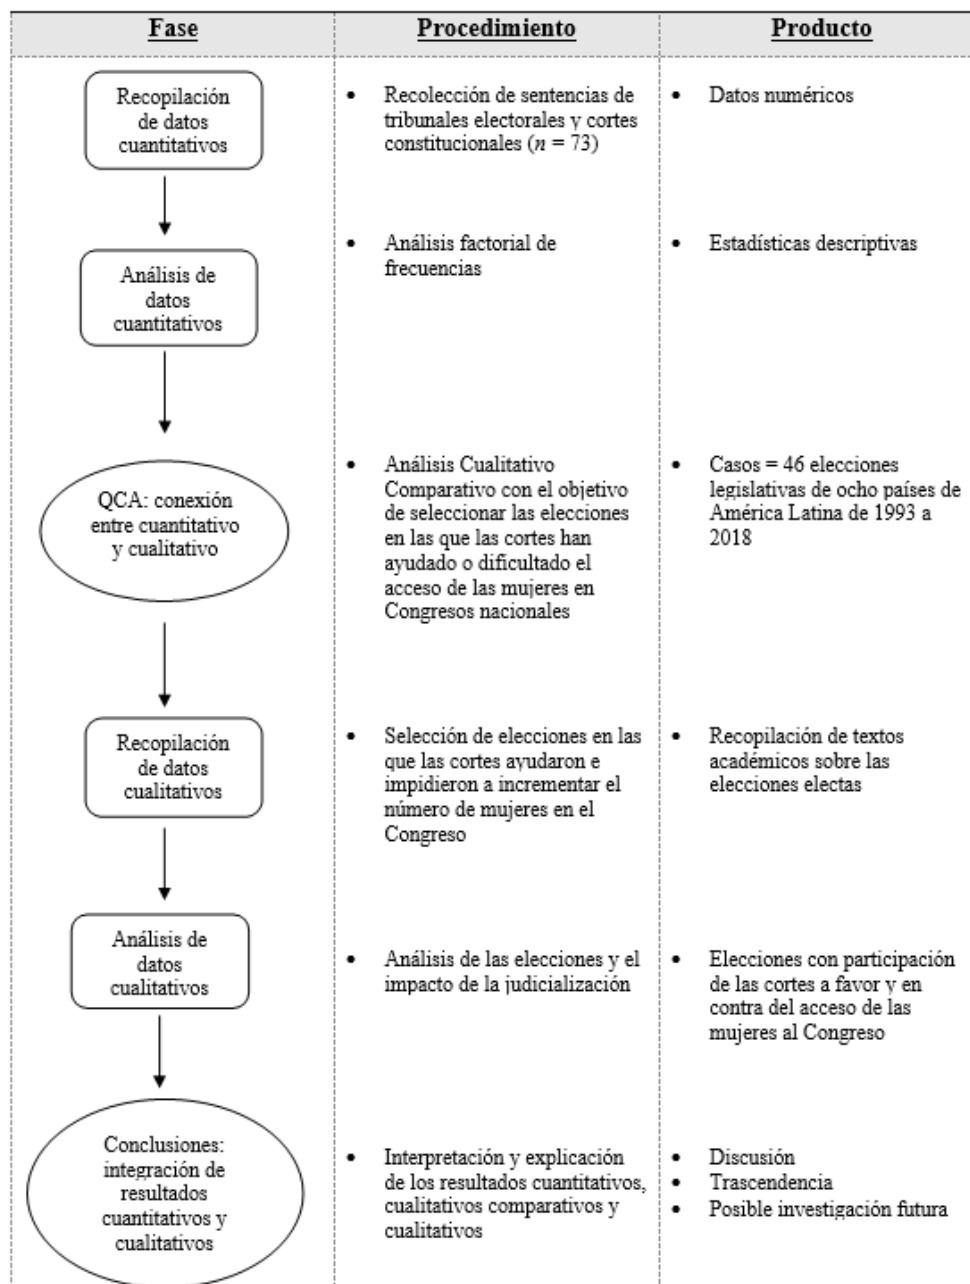 Fase
Procedimiento
Producto
Recopilación
de datos
cuantitativos
• Recolección de sentencias de
tribunales electorales y cortes
constitucionales (n = 73)
• Datos numéricos
Análisis de
datos
cuantitativos
• Análisis factorial de
frecuencias
• Estadísticas descriptivas
QCA: conexión
entre cuantitativo
y cualitativo
• Análisis Cualitativo
Comparativo con el objetivo
de seleccionar las elecciones
en las que las cortes han
ayudado o dificultado el
acceso de las mujeres en
Congresos nacionales
• Casos = 46 elecciones
legislativas de ocho países de
América Latina de 1993 a
2018
Recopilación
de datos
cualitativos
• Selección de elecciones en las
que las cortes ayudaron e
impidieron a incrementar el
número de mujeres en el
Congreso
• Recopilación de textos
académicos sobre las
elecciones electas
Análisis de
datos
cualitativos
• Análisis de las elecciones y el
impacto de la judicialización
• Elecciones con participación
de las cortes a favor y en
contra del acceso de las
mujeres al Congreso
Conclusiones:
integración de
resultados
cuantitativos y
cualitativos
• Interpretación y explicación
de los resultados cuantitativos,
cualitativos comparativos y
cualitativos
• Discusión
• Trascendencia
• Posible investigación futura